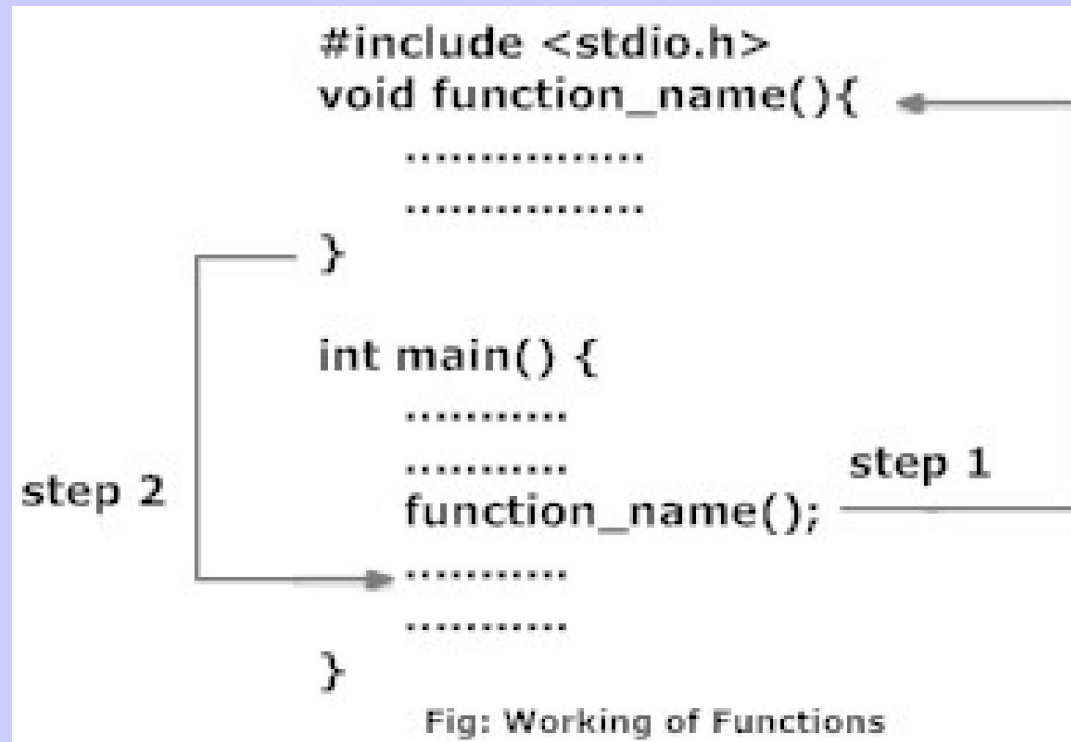 #include <stdio.h>
void function_name(){
................
................
}
int main() {
...........
...........
step 1
step 2
function_name();
...........
...........
}
Fig: Working of Functions